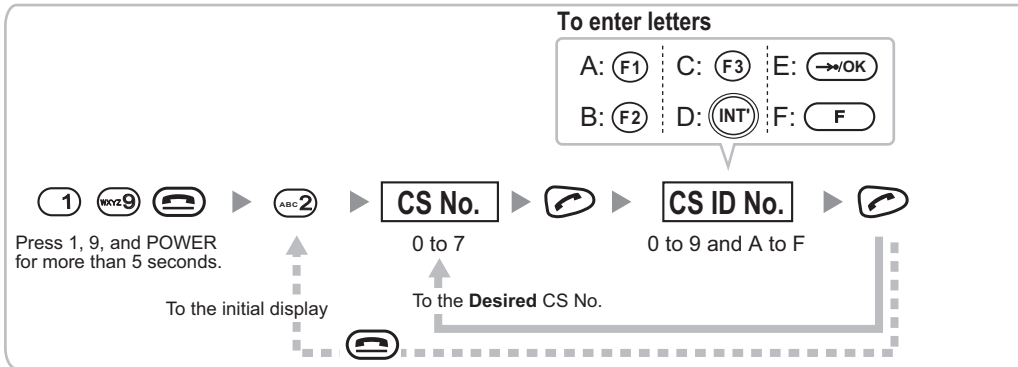 To enter letters
A: F1 C: F3 E: /OK
B: F2 D: INT' F: F
1 WXYZ9 ABC2 CS No. CS ID No.
Press 1, 9, and POWER
for more than 5 seconds.
0 to 7 0 to 9 and A to F
To the initial display
To the Desired CS No.